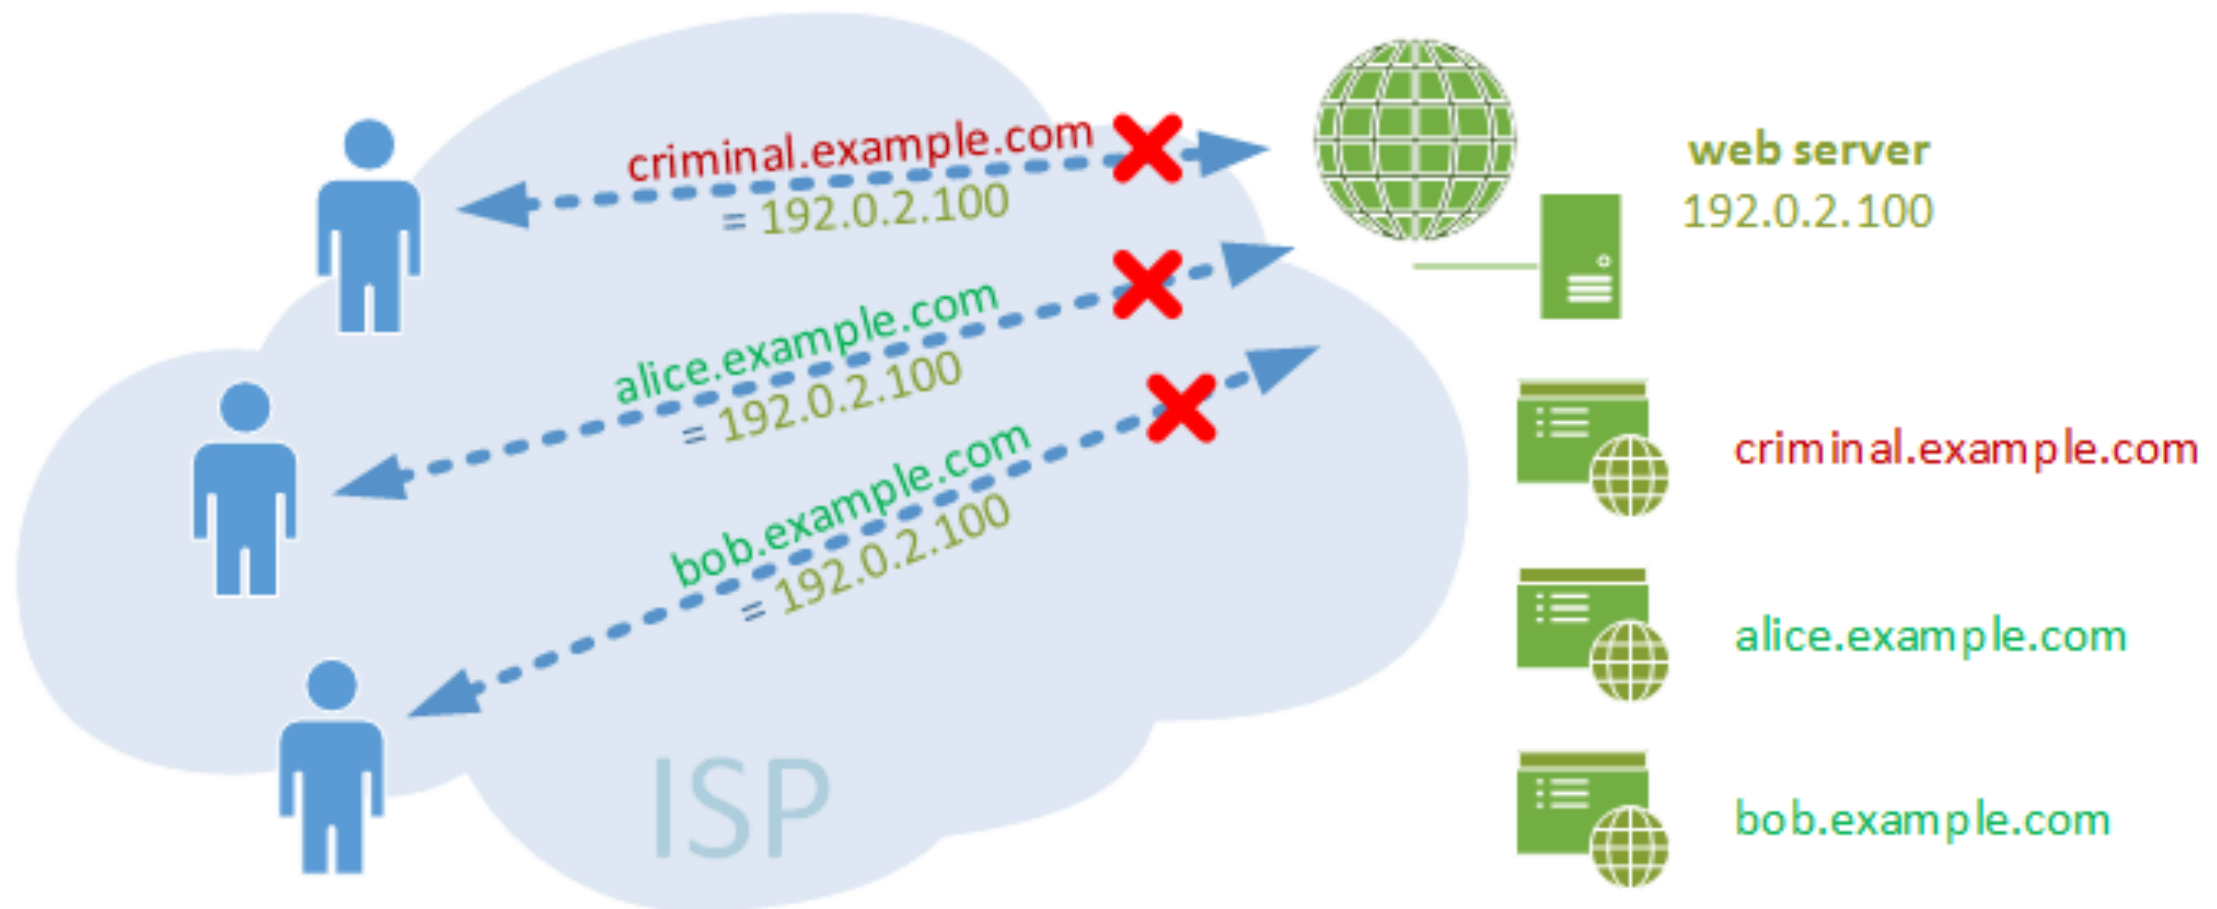 criminal.example.com
= 192.0.2.100
alice.example.com
= 192.0.2.100
bob.example.com
= 192.0.2.100
ISP
web server
192.0.2.100
criminal.example.com
alice.example.com
bob.example.com